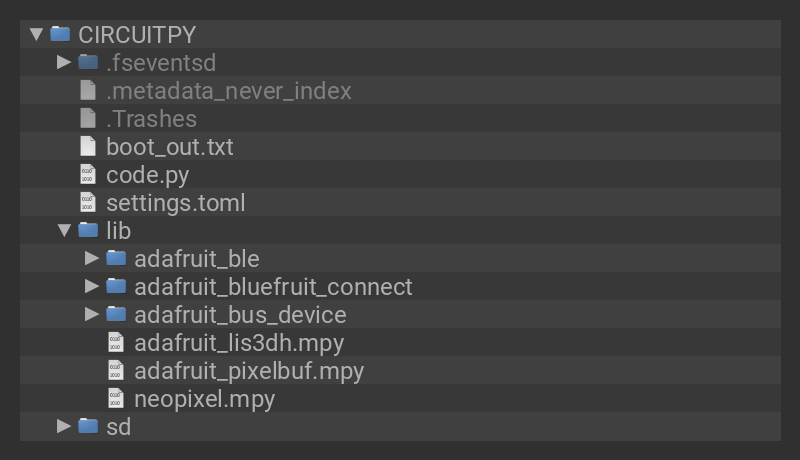 CIRCUITPY
.fseventsd
.metadata_never_index
.Trashes
boot_out.txt
code.py
settings.toml
lib
adafruit_ble
adafruit_bluefruit_connect
adafruit_bus_device
adafruit_lis3dh.mpy
adafruit_pixelbuf.mpy
neopixel.mpy
sd